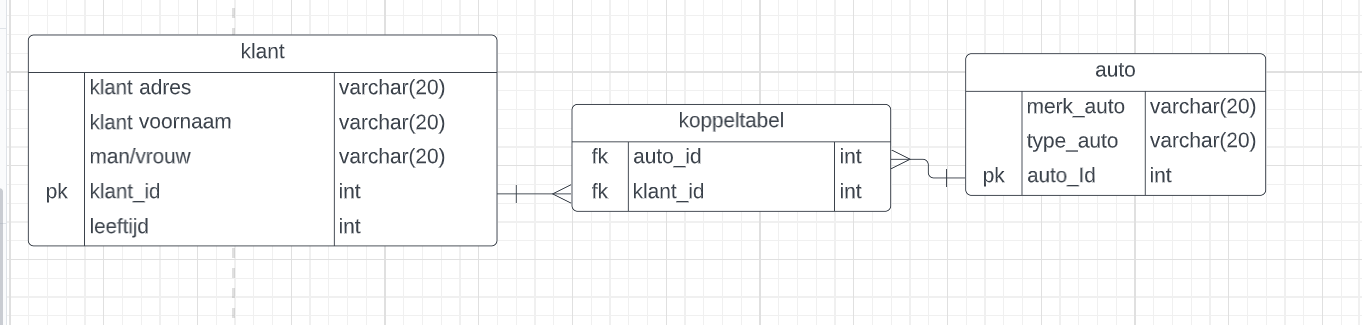 klant
klant adres varchar(20)
klant voornaam varchar(20)
man/vrouw varchar(20)
pk klant_id int
leeftijd int
koppeltabel
fk auto_id int
fk klant_id int
auto
merk_auto varchar(20)
type_auto varchar(20)
pk auto_Id int